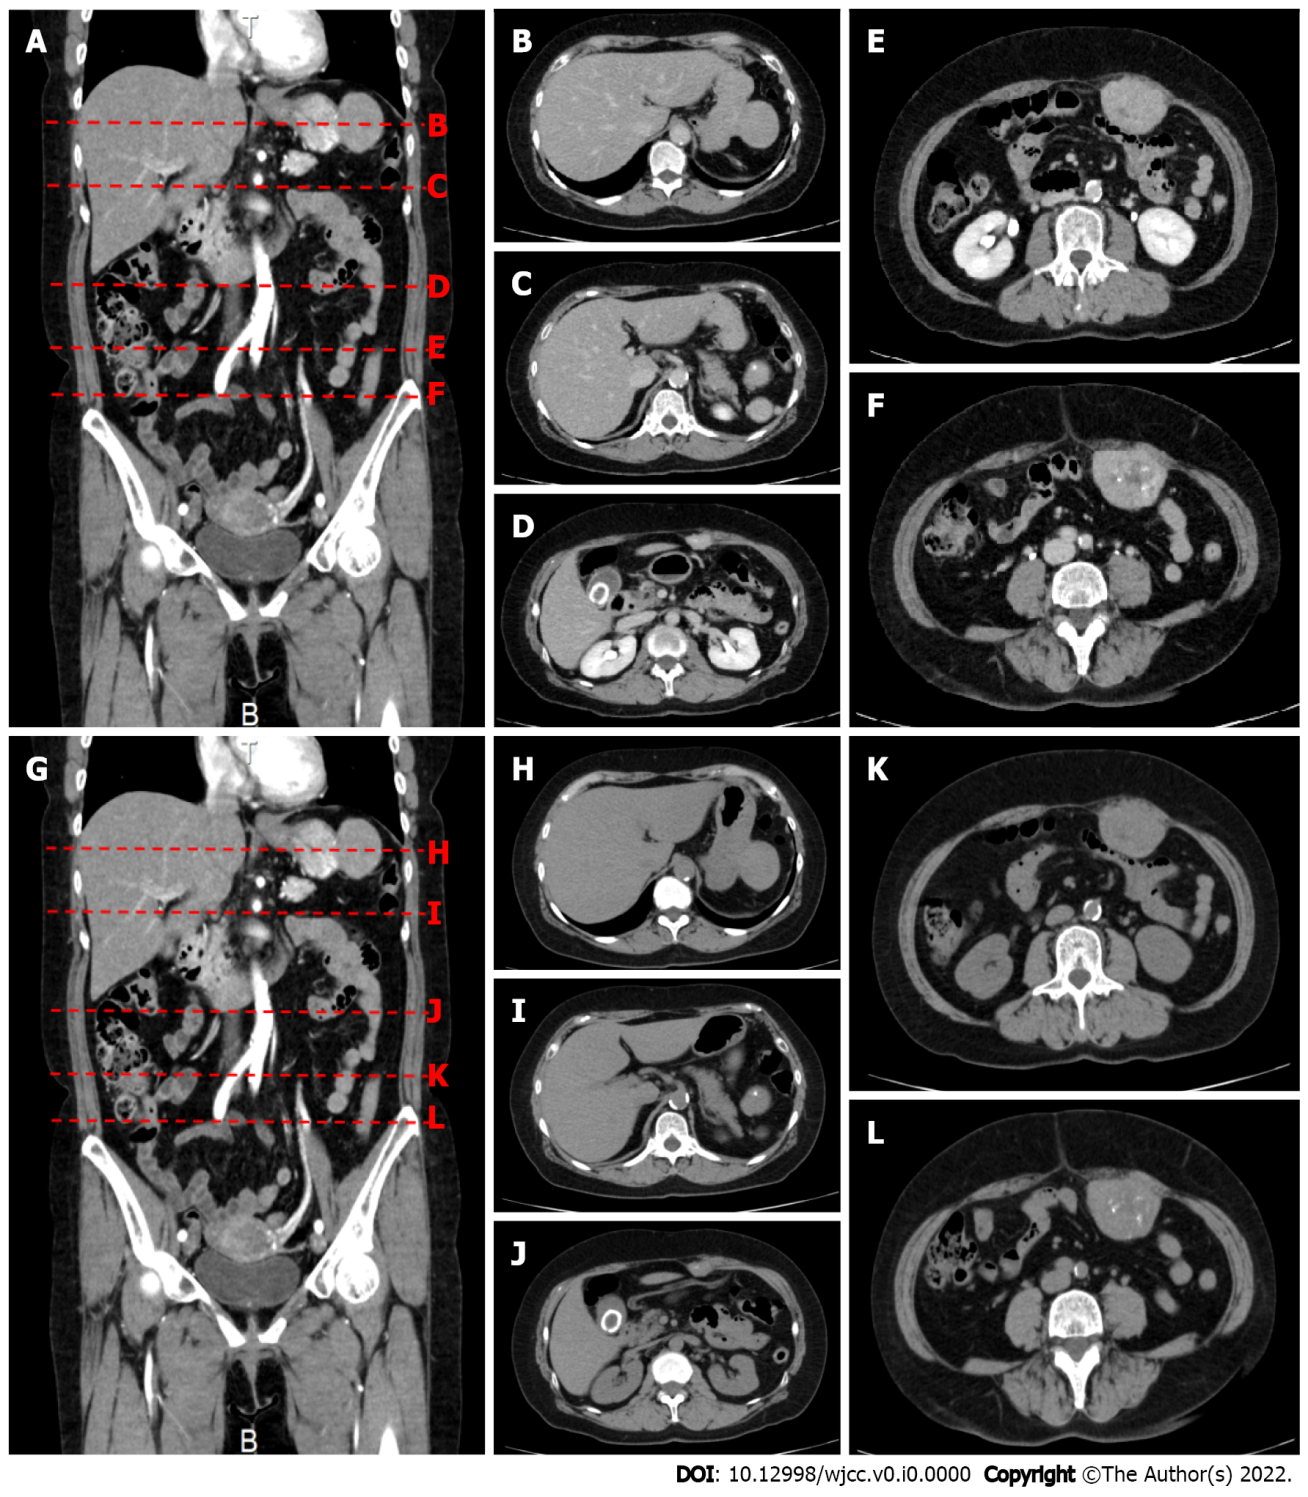 A
T
B
C
D
E
F
B
B
C
D
E
F
G
T
H
I
J
K
L
B
H
I
J
K
L
DOI: 10.12998/wjcc.v0.i0.0000 Copyright ©The Author(s) 2022.